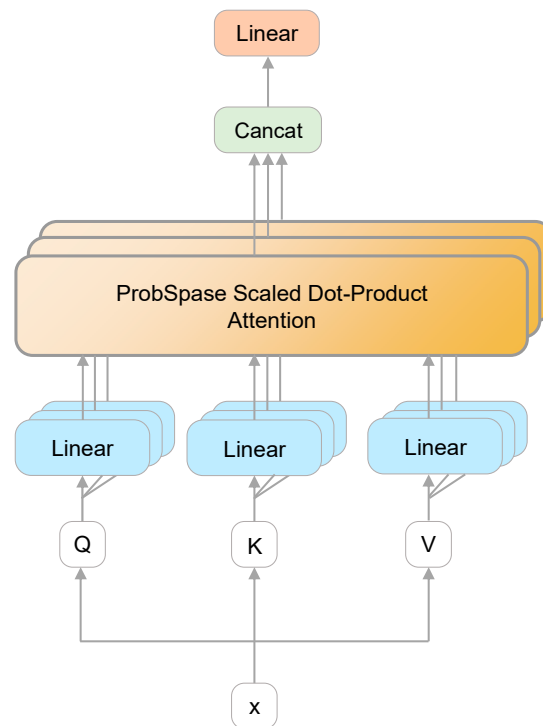 Linear
Cancat
ProbSpase Scaled Dot-Product
Attention
Linear
Linear
Linear
Q
K
V
x